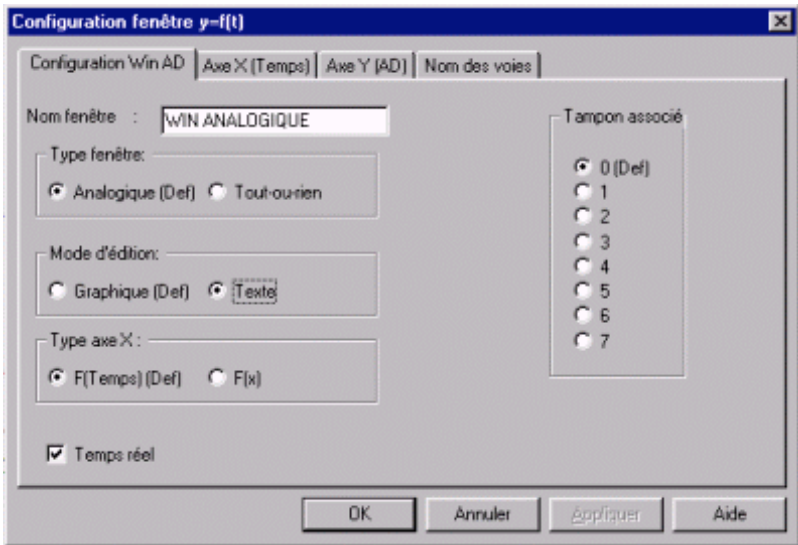 Configuration fenêtre y=f(t)
Configuration Win AD Axe X (Temps) Axe Y (AD) Nom des voies
Nom fenêtre : WIN ANALOGIQUE
Type fenêtre:
Analogique (Def) Tout-ou-rien
Mode d'édition:
Graphique (Def) Texte
Type axe X :
F(Temps) (Def) F(x)
Temps réel
Tampon associé
0 (Def)
1
2
3
4
5
6
7
OK Annuler Appliquer Aide